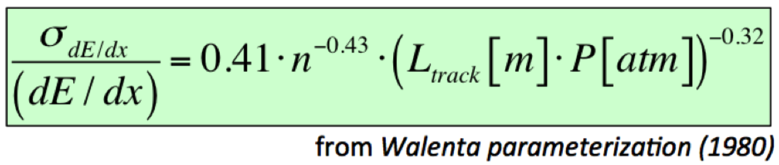 σ_{dE/dx} / (dE / dx) = 0.41 · n^{-0.43} · (L_{track} [m] · P[atm])^{-0.32}
from Walenta parameterization (1980)